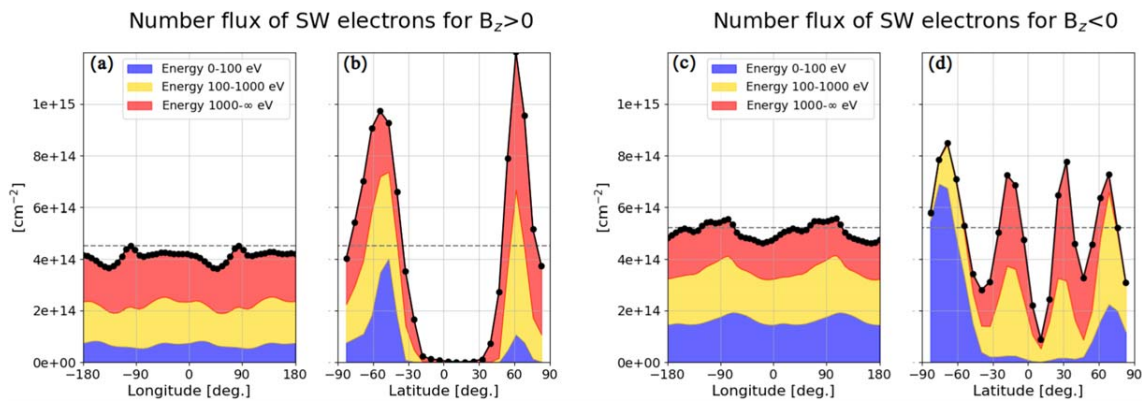 Number flux of SW electrons for B_z>0
Number flux of SW electrons for B_z<0
(a)
Energy 0-100 eV
Energy 100-1000 eV
Energy 1000-∞ eV
(b)
(c)
Energy 0-100 eV
Energy 100-1000 eV
Energy 1000-∞ eV
(d)
[cm⁻²]
1e+15
8e+14
6e+14
4e+14
2e+14
0e+00
−180 −90 0 90 180
Longitude [deg.]
−90 −60 −30 0 30 60 90
Latitude [deg.]
[cm⁻²]
1e+15
8e+14
6e+14
4e+14
2e+14
0e+00
−180 −90 0 90 180
Longitude [deg.]
−90 −60 −30 0 30 60 90
Latitude [deg.]